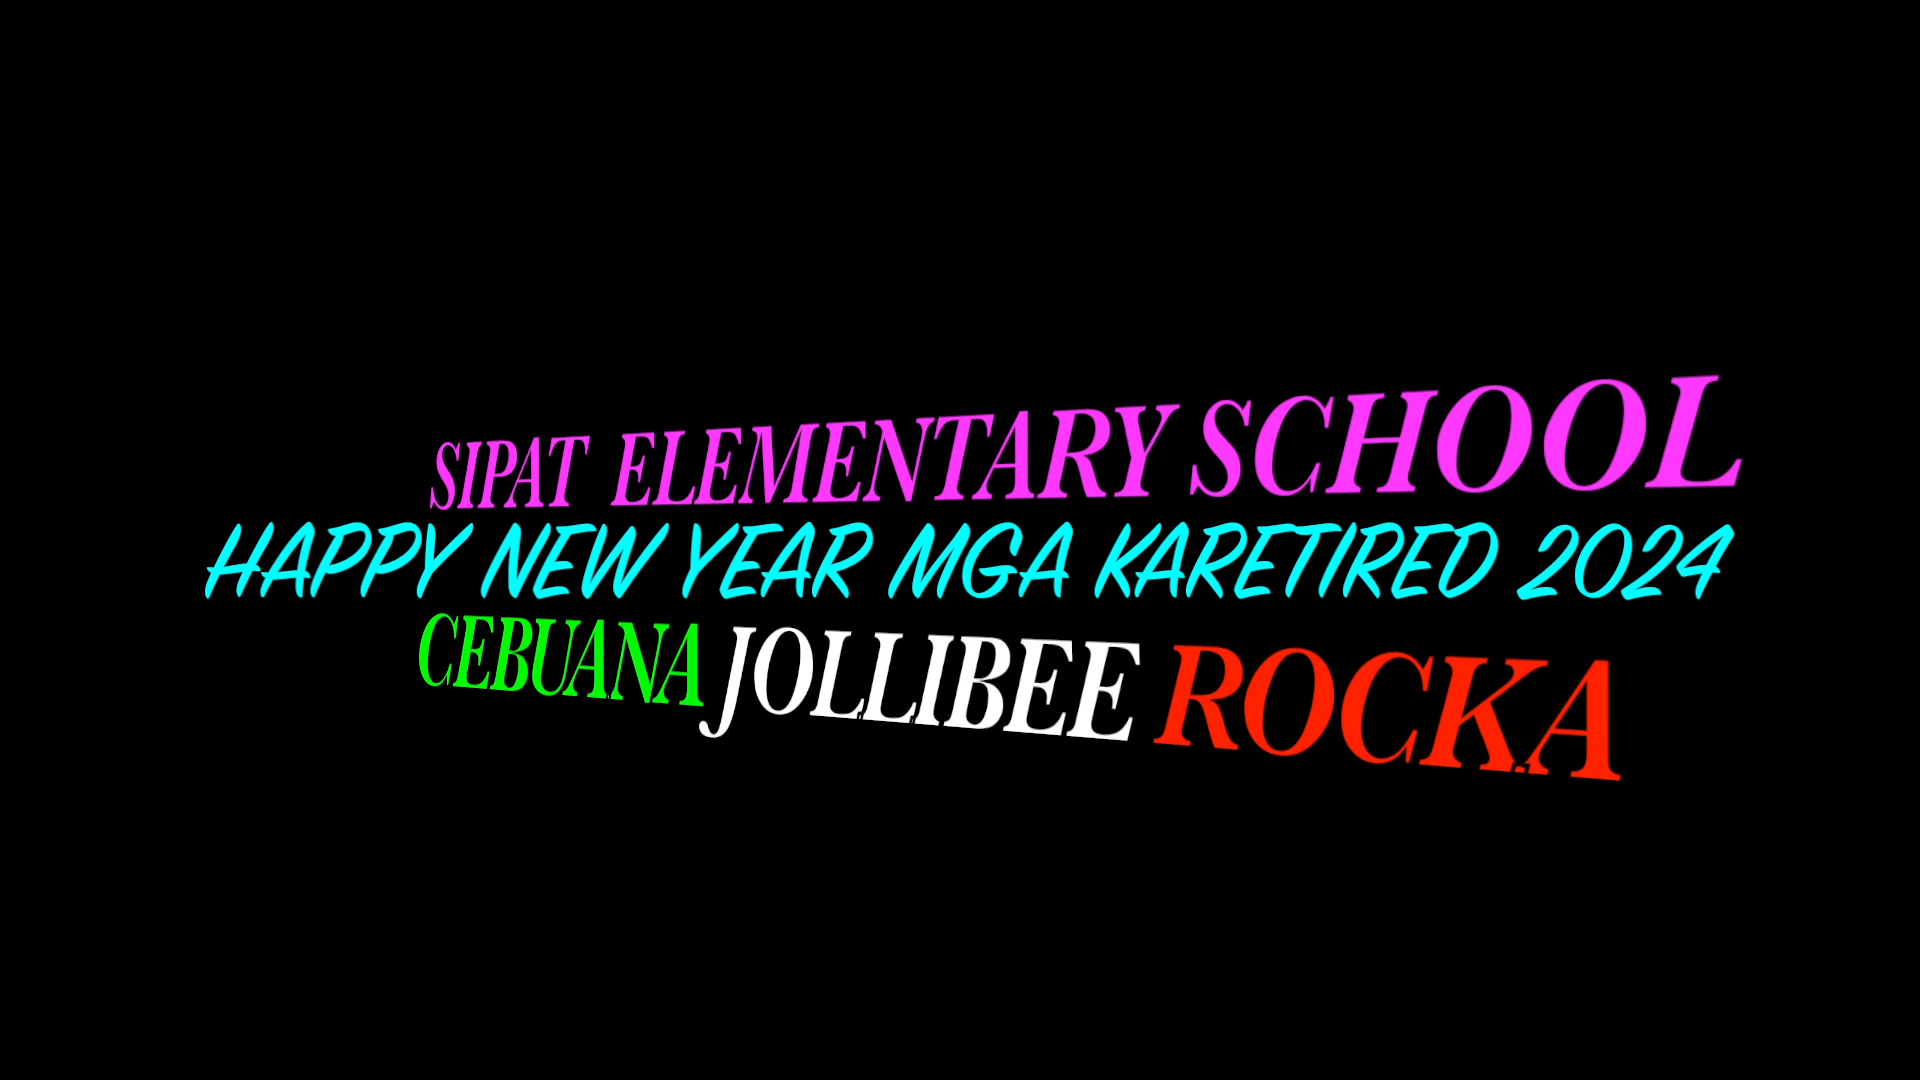 SIPAT ELEMENTARY SCHOOL
HAPPY NEW YEAR MGA KARETIRED 2024
CEBUANA JOLLIBEE ROCKA